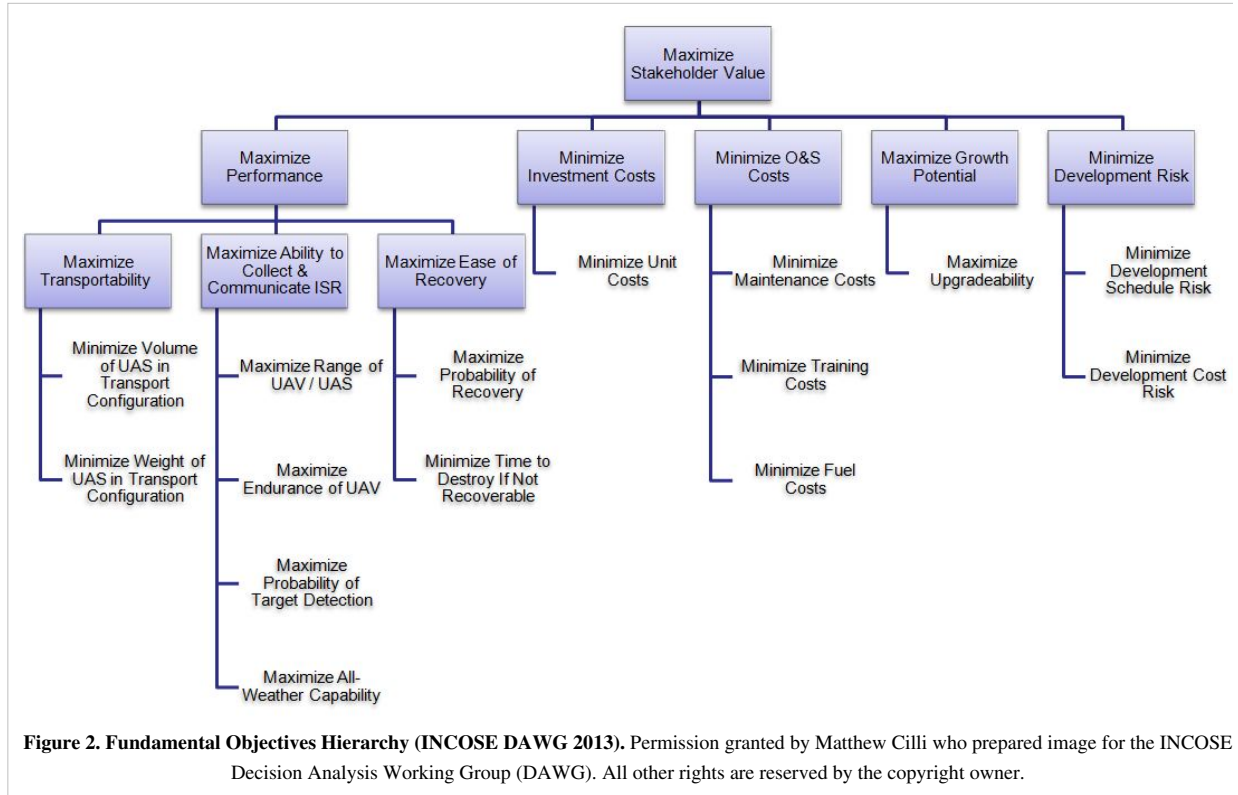 Maximize
Stakeholder Value
Maximize
Performance
Minimize
Investment Costs
Minimize O&S
Costs
Maximize Growth
Potential
Minimize
Development Risk
Maximize
Transportability
Maximize Ability to
Collect &
Communicate ISR
Maximize Ease of
Recovery
Minimize Unit
Costs
Minimize
Maintenance Costs
Maximize
Upgradeability
Minimize
Development
Schedule Risk
Minimize Volume
of UAS in
Transport
Configuration
Maximize Range of
UAV / UAS
Maximize
Probability of
Recovery
Minimize Training
Costs
Minimize
Development Cost
Risk
Minimize Weight of
UAS in Transport
Configuration
Maximize
Endurance of UAV
Minimize Time to
Destroy If Not
Recoverable
Minimize Fuel
Costs
Maximize
Probability of
Target Detection
Maximize All-
Weather Capability
Figure 2. Fundamental Objectives Hierarchy (INCOSE DAWG 2013). Permission granted by Matthew Cilli who prepared image for the INCOSE
Decision Analysis Working Group (DAWG). All other rights are reserved by the copyright owner.